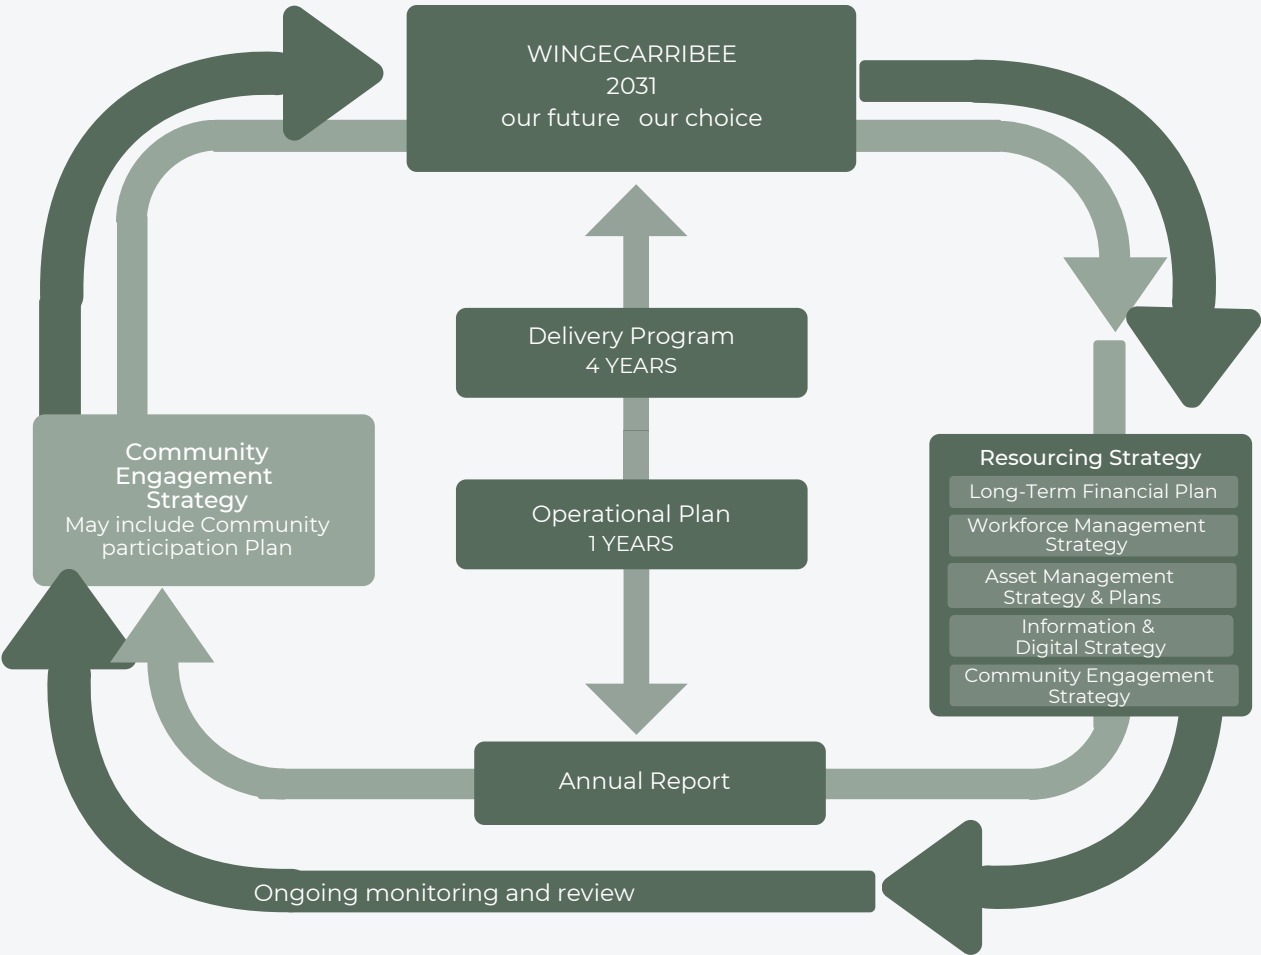 WINGECARRIBEE
2031
our future our choice
Delivery Program
4 YEARS
Community
Engagement
Strategy
May include Community
participation Plan
Operational Plan
1 YEARS
Resourcing Strategy
Long-Term Financial Plan
Workforce Management
Strategy
Asset Management
Strategy & Plans
Information &
Digital Strategy
Community Engagement
Strategy
Annual Report
Ongoing monitoring and review